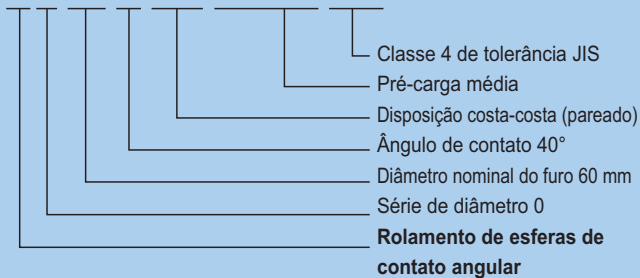 Classe 4 de tolerância JIS
Pré-carga média
Disposição costa-costa (pareado)
Ângulo de contato 40°
Diâmetro nominal do furo 60 mm
Série de diâmetro 0
Rolamento de esferas de
contato angular